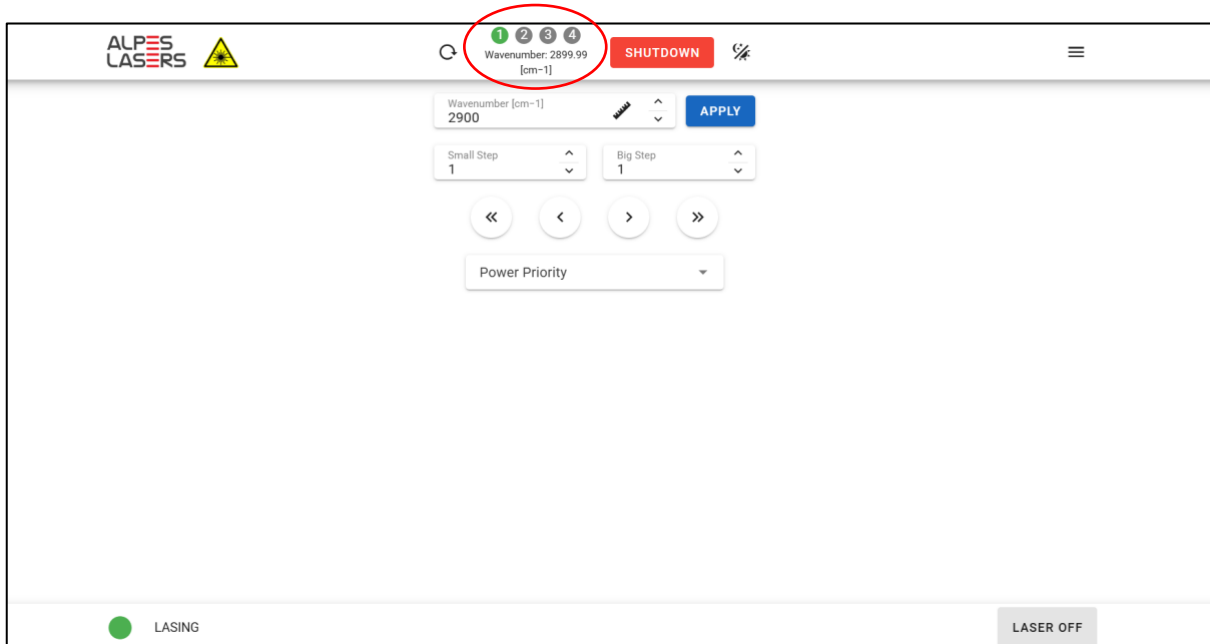 ALPES
LASERS
1 2 3 4
Wavenumber: 2899.99
[cm−1]
SHUTDOWN
Wavenumber [cm−1]
2900
APPLY
Small Step
1
Big Step
1
Power Priority
LASING
LASER OFF